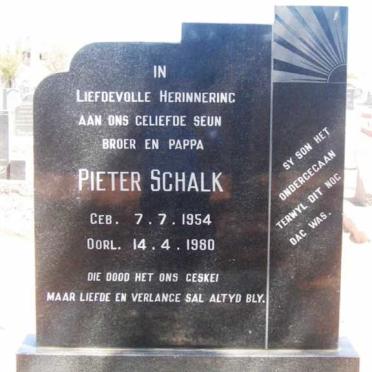 IN
LIEFDEVOLLE HERINNERING
AAN ONS GELIEFDE SEUN
BROER EN PAPPA
PIETER SCHALK
GEB. 7.7.1954
OORL. 14.4.1980
DIE DOOD HET ONS GESKEI
MAAR LIEFDE EN VERLANGE SAL ALTYD BLY.
SY SON HET
ONDERGEGAAN
TERWYL DIT NOG
DAG WAS.